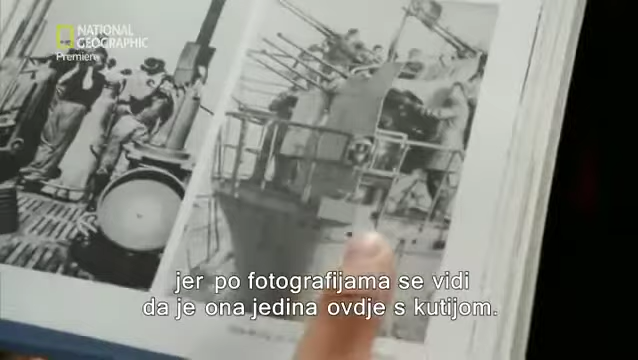 NATIONAL
GEOGRAPHIC
Premiere
jer po fotografijama se vidi
da je ona jedina ovdje s kutijom.